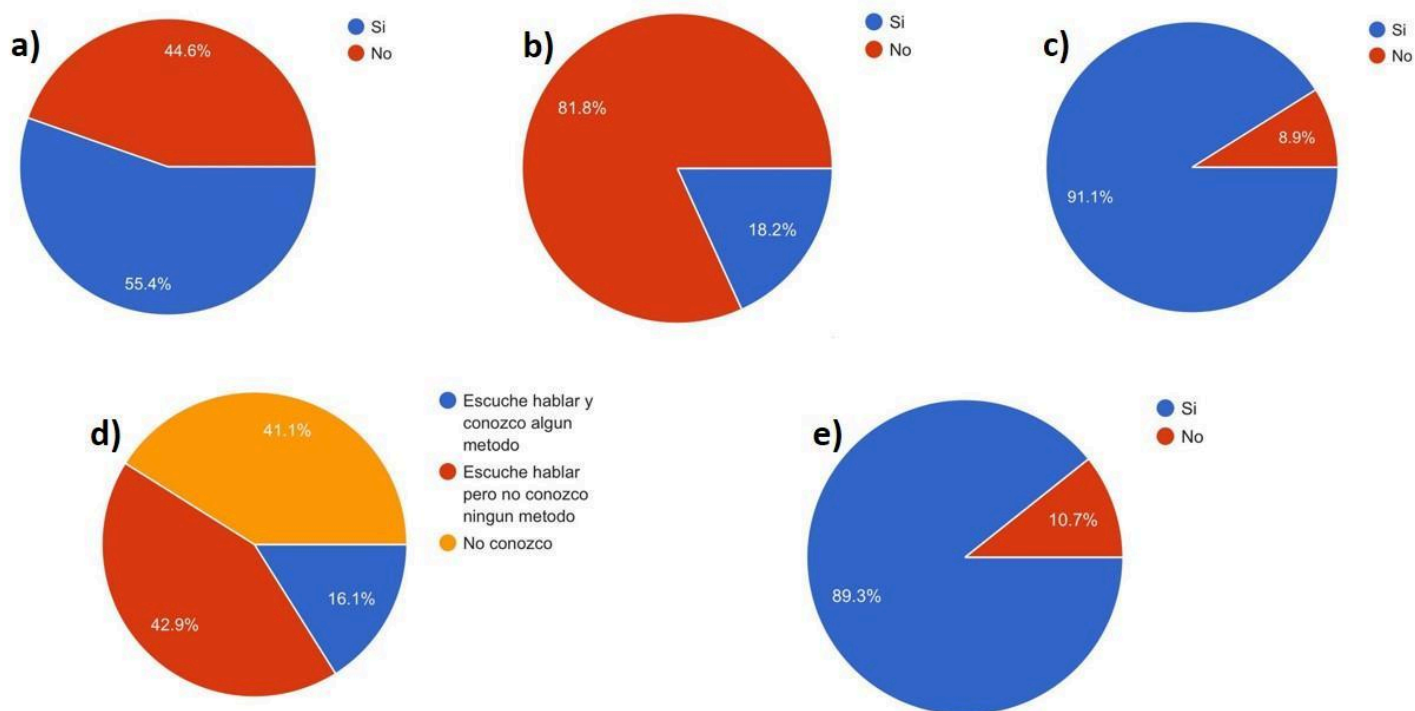 a)
44.6%
55.4%
Si
No
b)
81.8%
18.2%
Si
No
c)
8.9%
91.1%
Si
No
d)
41.1%
16.1%
42.9%
Escuche hablar y
conozco algun
metodo
Escuche hablar
pero no conozco
ningun metodo
No conozco
e)
10.7%
89.3%
Si
No